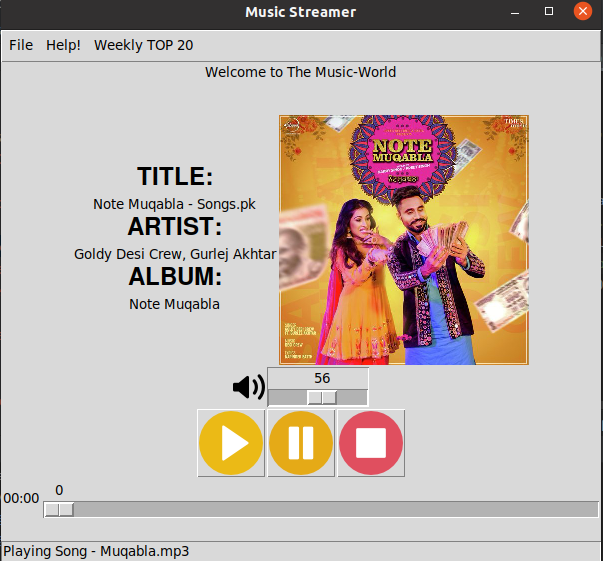 Music Streamer
File Help! Weekly TOP 20
Welcome to The Music-World
TIMES
NOTE
MUQABLA
TITLE:
Note Muqabla - Songs.pk
ARTIST:
Goldy Desi Crew, Gurlej Akhtar
ALBUM:
Note Muqabla
56
0
00:00
Playing Song - Muqabla.mp3